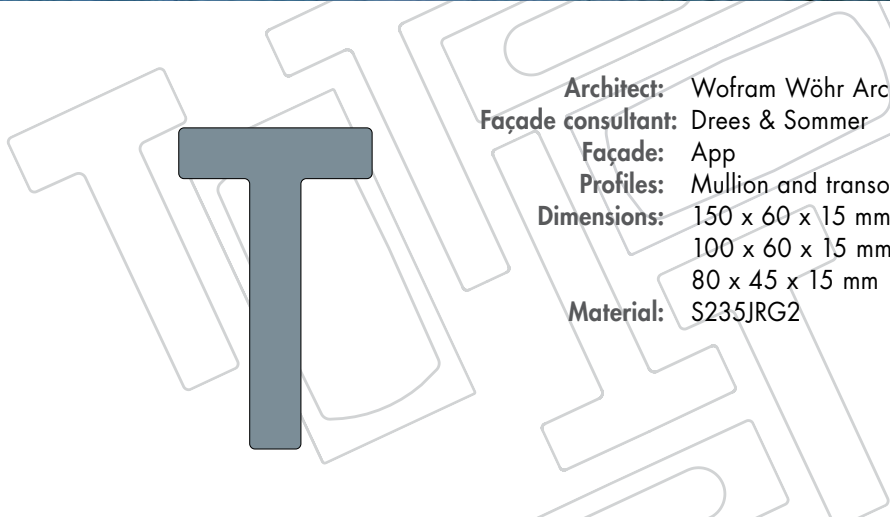 Architect: Wofram Wöhr Arc
Façade consultant: Drees & Sommer
Façade: App
Profiles: Mullion and transo
Dimensions: 150 x 60 x 15 mm
100 x 60 x 15 mm
80 x 45 x 15 mm
Material: S235JRG2